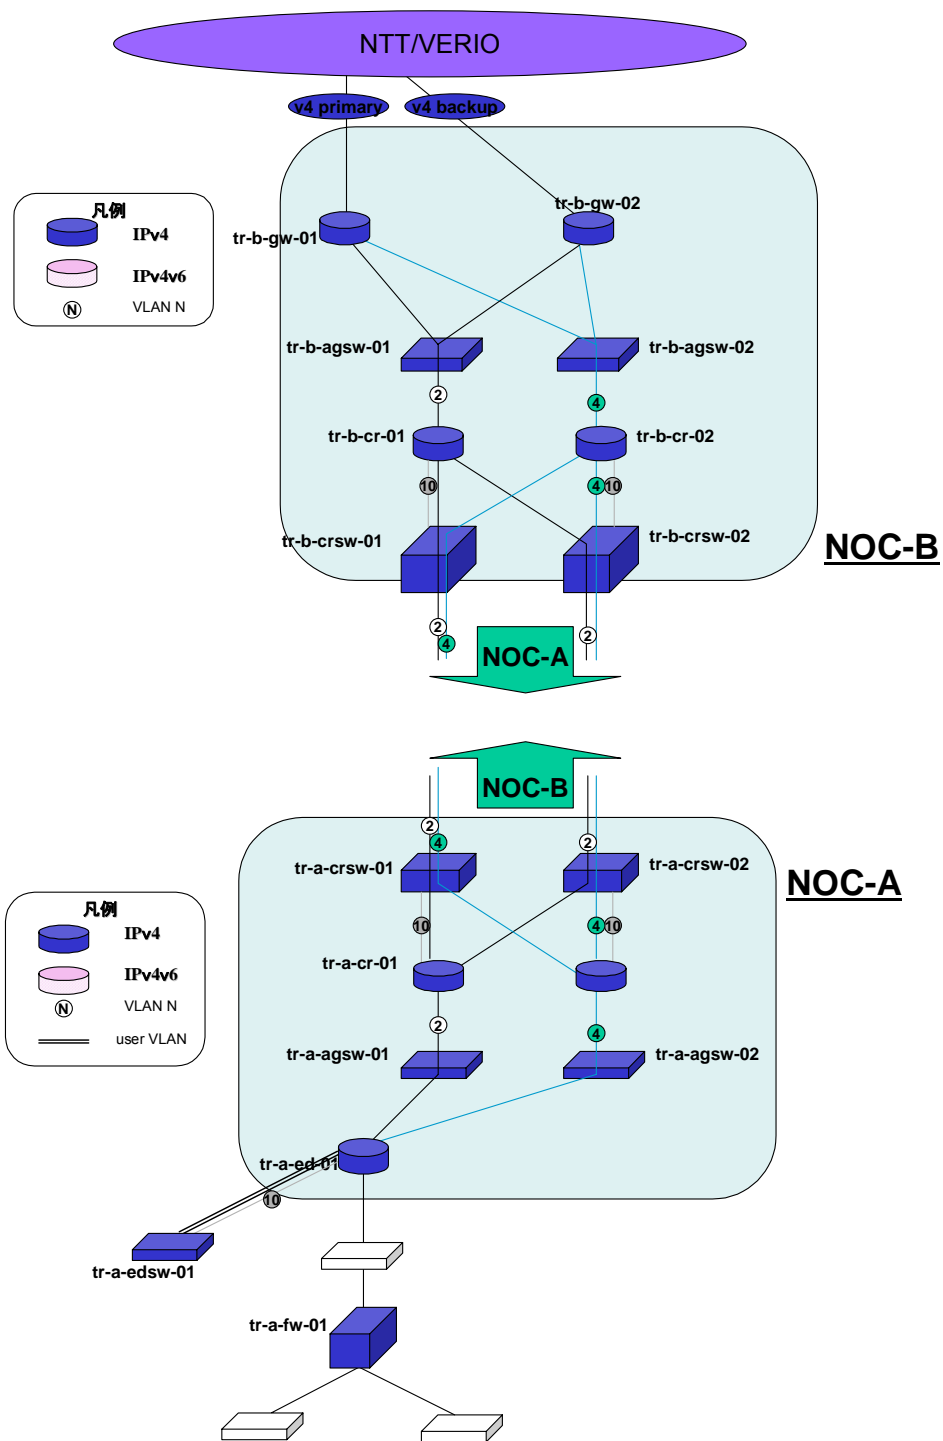 NTT/VERIO
v4 primary
v4 backup
凡例
IPv4
IPv4v6
N
VLAN N
tr-b-gw-01
tr-b-gw-02
tr-b-agsw-01
tr-b-agsw-02
2
4
tr-b-cr-01
tr-b-cr-02
10
4
10
tr-b-crsw-01
tr-b-crsw-02
NOC-B
2
4
2
NOC-A
NOC-B
2
4
2
tr-a-crsw-01
tr-a-crsw-02
NOC-A
凡例
IPv4
IPv4v6
N
VLAN N
user VLAN
10
4
10
tr-a-cr-01
2
4
tr-a-agsw-01
tr-a-agsw-02
tr-a-ed-01
10
tr-a-edsw-01
tr-a-fw-01